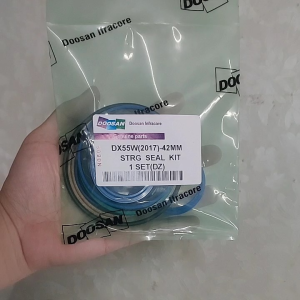 Doosan Infracore
DOOSAN
DOOSAN
DOOSAN Doosan Infracore
Genuine parts
DX55W(2017)-42MM
STRG SEAL KIT
1 SET(DZ)
DOOSAN